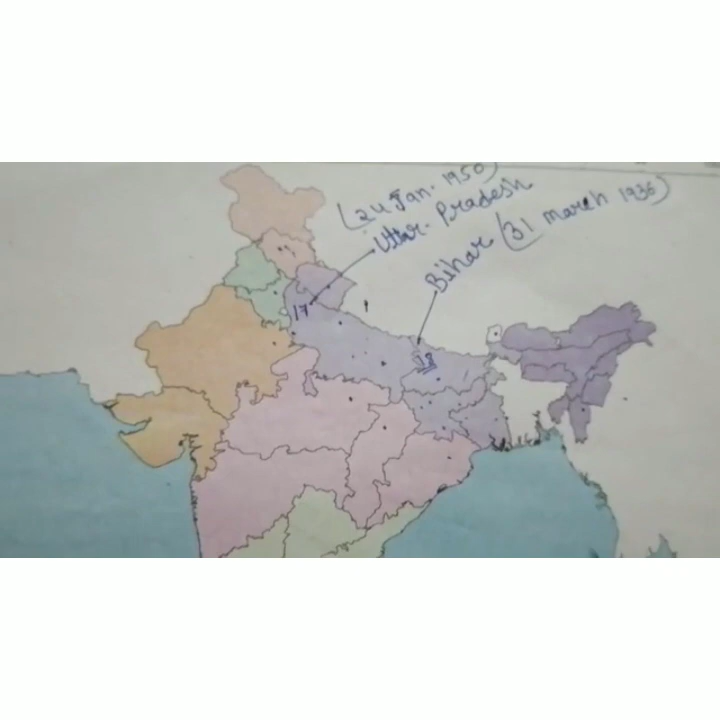 (24 Jan. 1950)
Uttar Pradesh
Bihar (31 March 1936)
17
18